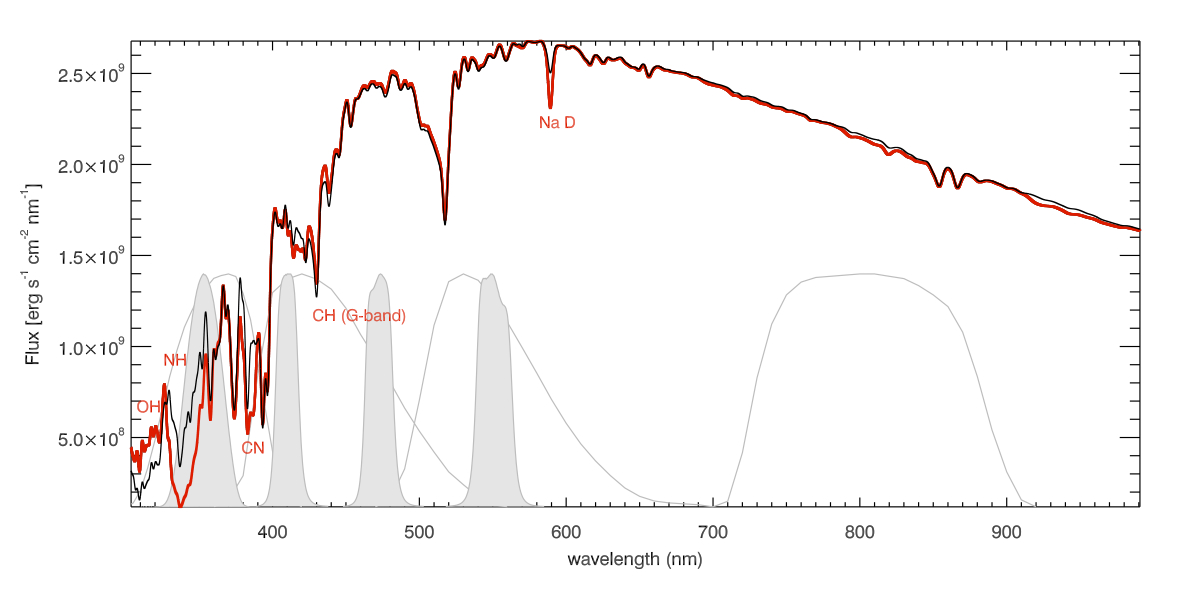 2.5×10⁹
2.0×10⁹
1.5×10⁹
1.0×10⁹
5.0×10⁸
Flux [erg s⁻¹ cm⁻² nm⁻¹]
Na D
CH (G-band)
NH
OH
CN
400 500 600 700 800 900
wavelength (nm)